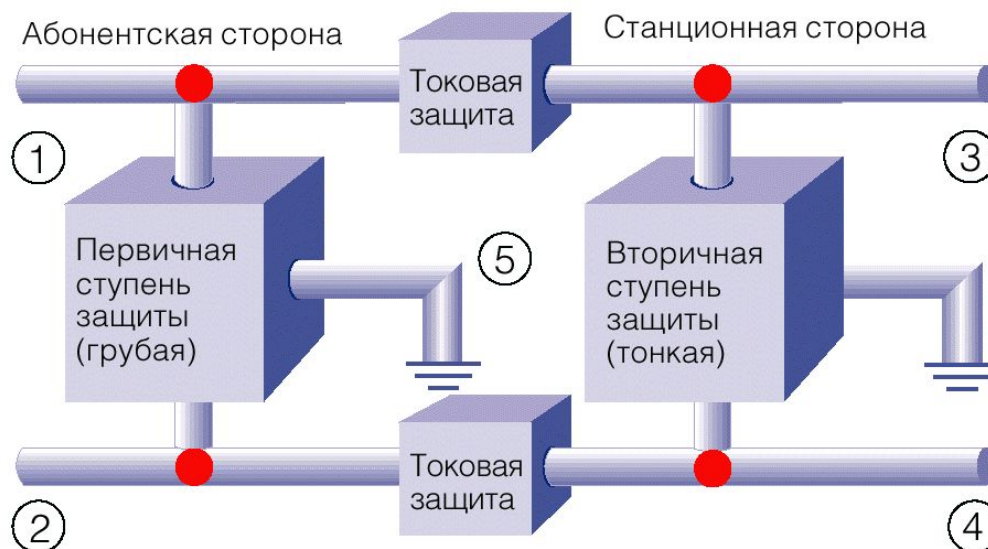 Абонентская сторона
Станционная сторона
Токовая
защита
1
3
Первичная
ступень
защиты
(грубая)
5
Вторичная
ступень
защиты
(тонкая)
Токовая
защита
2
4